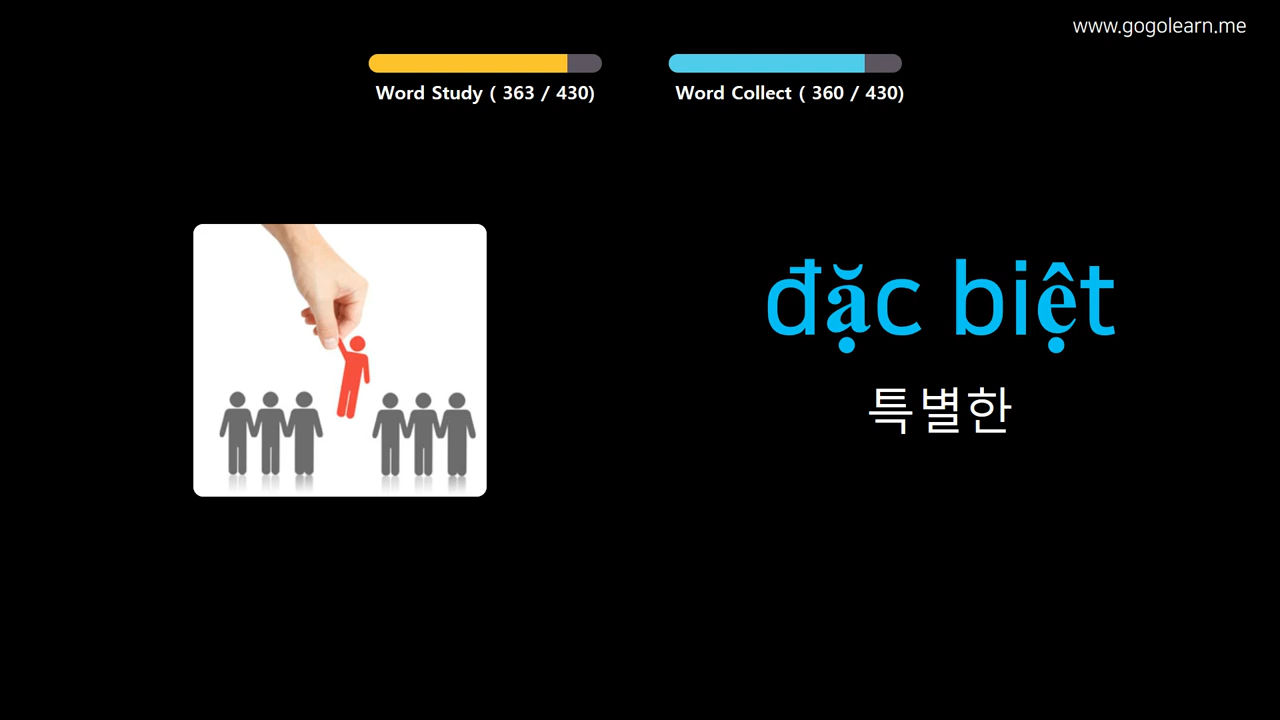 www.gogolearn.me
Word Study ( 363 / 430)
Word Collect ( 360 / 430)
đặc biệt
특별한